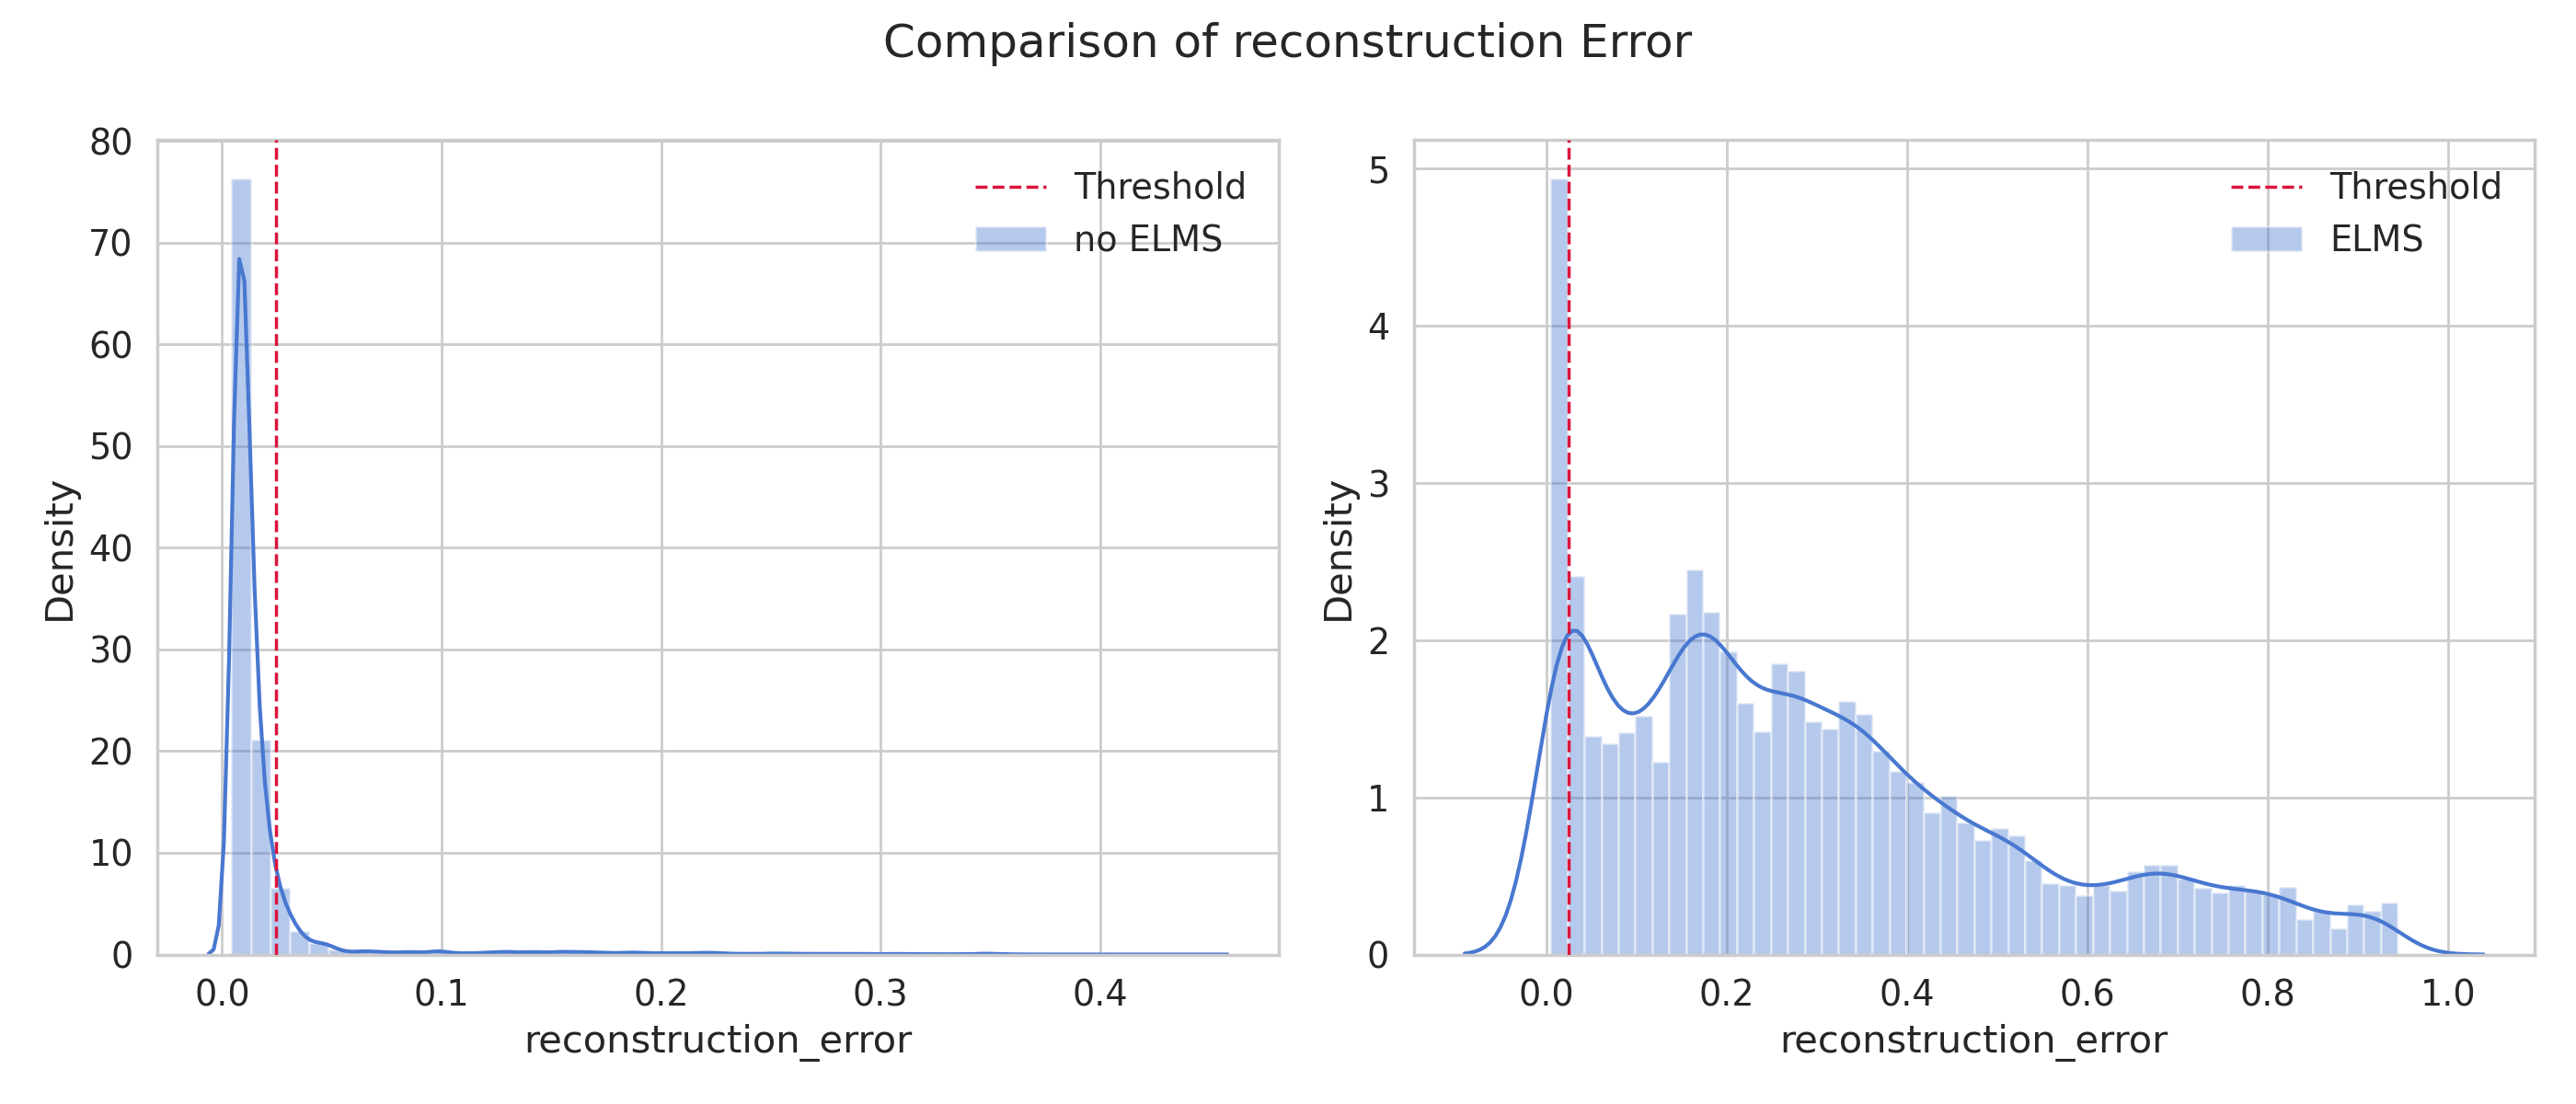 Comparison of reconstruction Error
80
70
60
50
40
30
20
10
0
Density
0.0 0.1 0.2 0.3 0.4
reconstruction_error
Threshold
no ELMS
5
4
3
2
1
0
Density
0.0 0.2 0.4 0.6 0.8 1.0
reconstruction_error
Threshold
ELMS